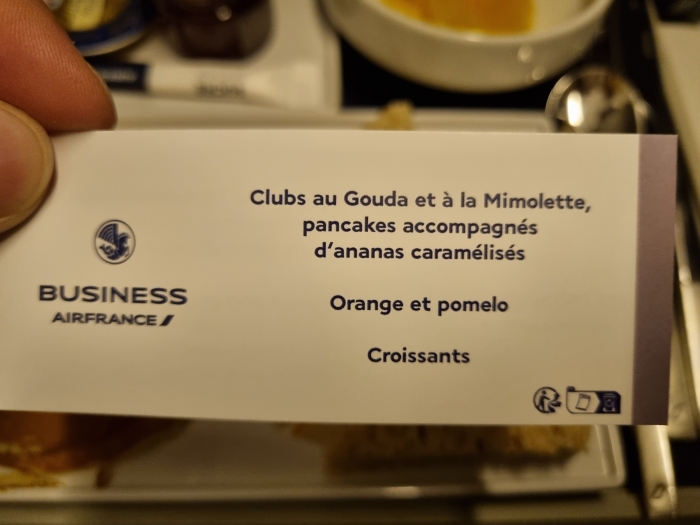 Clubs au Gouda et à la Mimolette,
pancakes accompagnés
d'ananas caramélisés
Orange et pomelo
Croissants
BUSINESS
AIRFRANCE